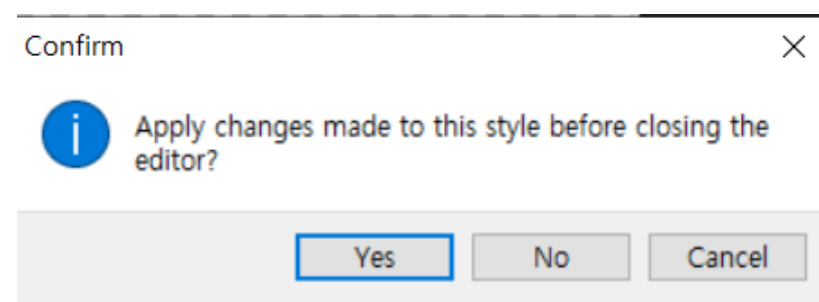 Confirm
Apply changes made to this style before closing the
editor?
Yes
No
Cancel